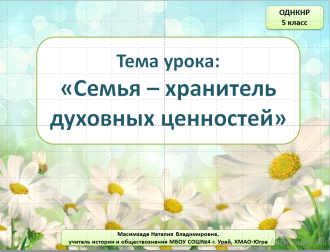 ОДНКНР
5 класс
Тема урока:
«Семья – хранитель
духовных ценностей»
Масимзаде Наталия Владимировна,
учитель истории и обществознания МБОУ СОШ№4 г. Урай, ХМАО-Югра